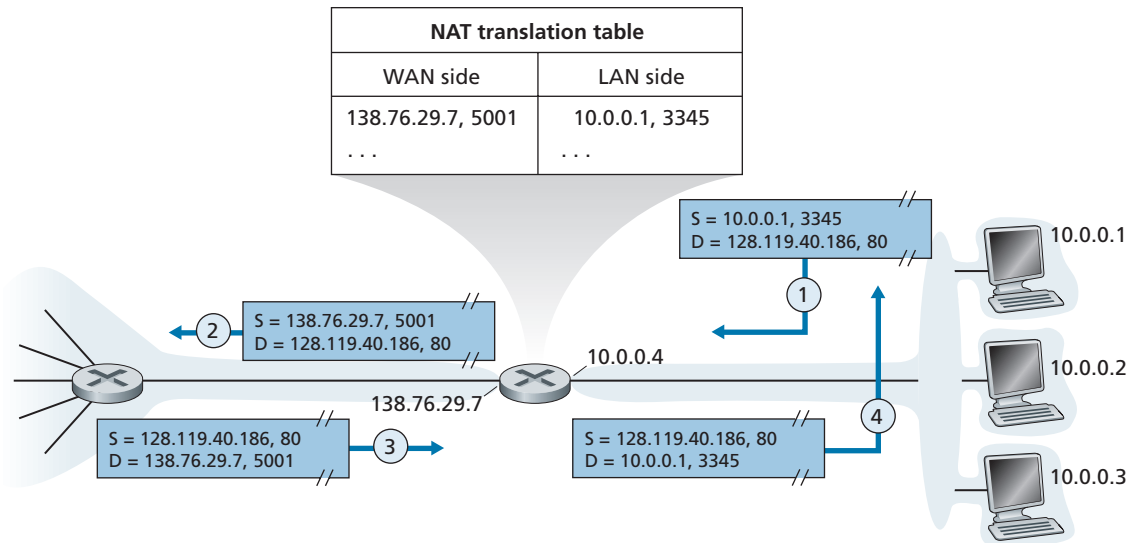 NAT translation table
WAN side LAN side
138.76.29.7, 5001 10.0.0.1, 3345
. . . . . .
S = 10.0.0.1, 3345
D = 128.119.40.186, 80
10.0.0.1
1
S = 138.76.29.7, 5001
D = 128.119.40.186, 80
2
10.0.0.4
10.0.0.2
138.76.29.7
4
S = 128.119.40.186, 80
D = 138.76.29.7, 5001
3
S = 128.119.40.186, 80
D = 10.0.0.1, 3345
10.0.0.3